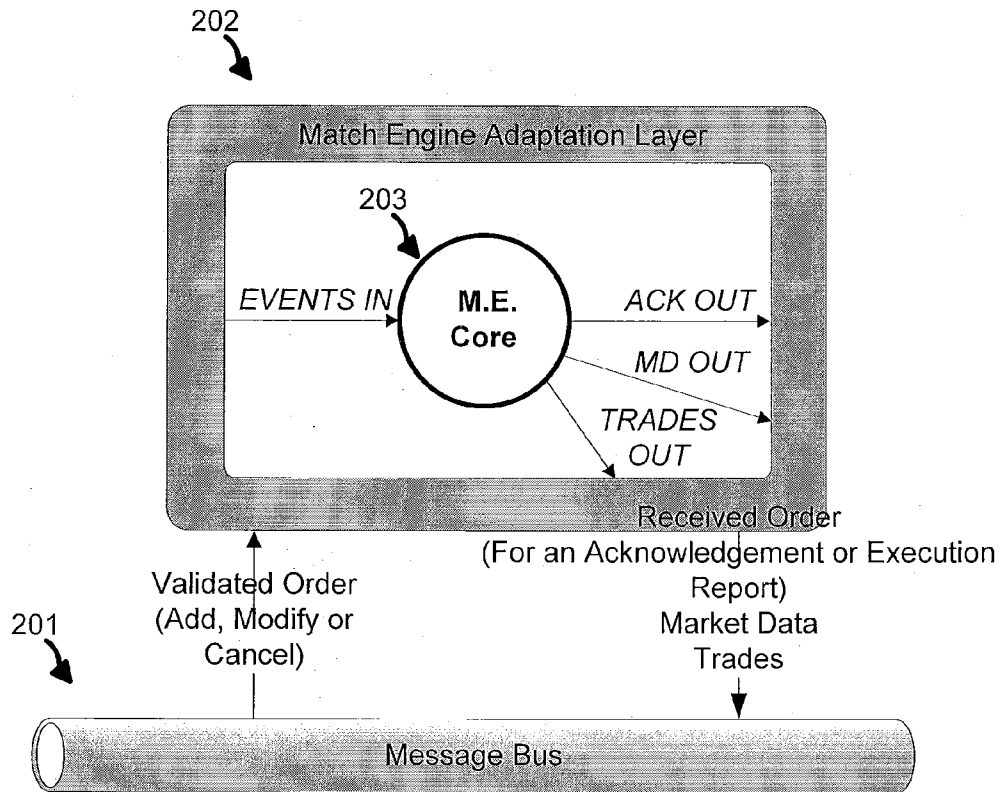 202
Match Engine Adaptation Layer
203
EVENTS IN
M.E.
Core
ACK OUT
MD OUT
TRADES
OUT
Received Order
(For an Acknowledgement or Execution
Report)
Market Data
Trades
Validated Order
(Add, Modify or
Cancel)
201
Message Bus